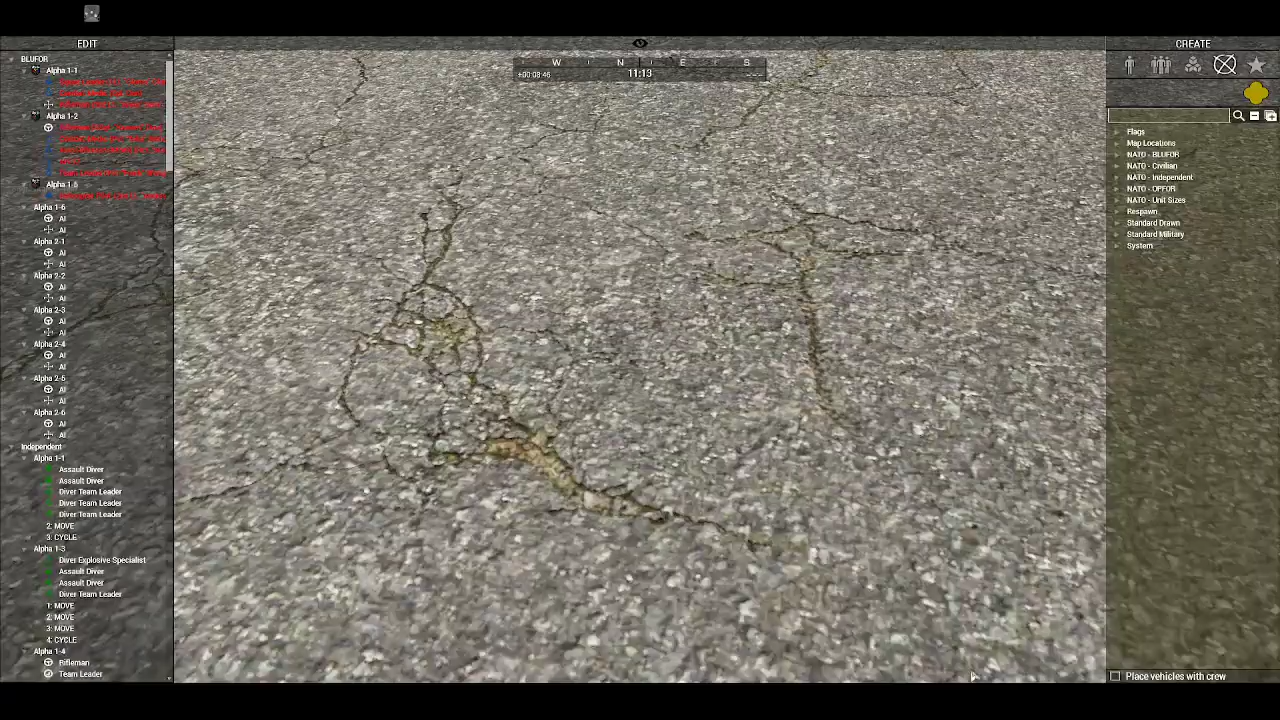 EDIT
BLUFOR
Alpha 1-1
Alpha 1-2
Alpha 1-5
Alpha 1-6
AI
AI
Alpha 2-1
AI
AI
Alpha 2-2
AI
AI
Alpha 2-3
AI
AI
Alpha 2-4
AI
AI
Alpha 2-5
AI
AI
Alpha 2-6
AI
AI
Independent
Alpha 1-1
Assault Diver
Assault Diver
Diver Team Leader
Diver Team Leader
Diver Team Leader
2: MOVE
3: CYCLE
Alpha 1-3
Diver Explosive Specialist
Assault Diver
Assault Diver
Diver Team Leader
1: MOVE
2: MOVE
3: MOVE
4: CYCLE
Alpha 1-4
Rifleman
Team Leader
W N E S
+00:08:46 11:13 --- ---
CREATE
Flags
Map Locations
NATO - BLUFOR
NATO - Civilian
NATO - Independent
NATO - OPFOR
NATO - Unit Sizes
Respawn
Standard Drawn
Standard Military
System
Place vehicles with crew